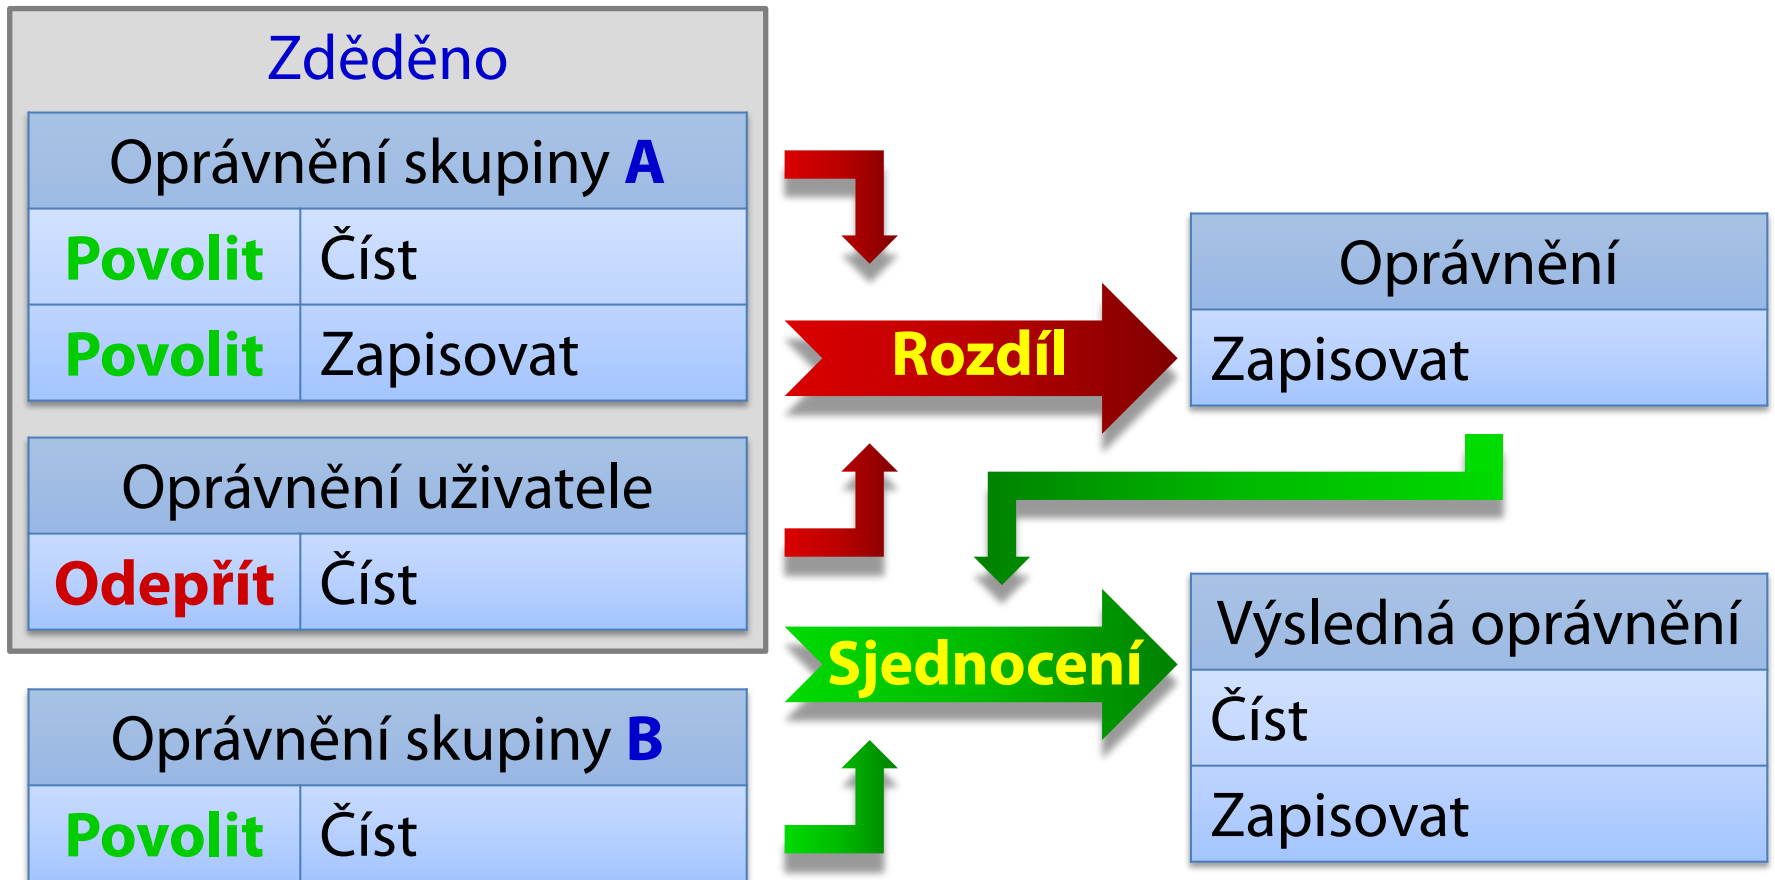 Zděděno
Oprávnění skupiny A
Povolit Číst
Povolit Zapisovat
Oprávnění uživatele
Odepřít Číst
Oprávnění skupiny B
Povolit Číst
Rozdíl
Sjednocení
Oprávnění
Zapisovat
Výsledná oprávnění
Číst
Zapisovat